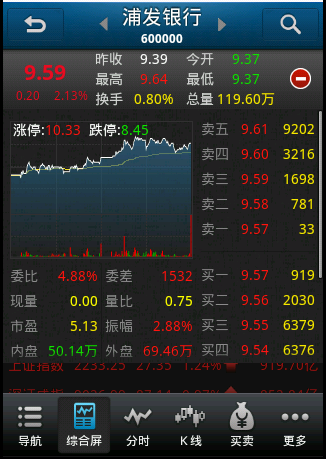 浦发银行
600000
9.59
0.20 2.13%
昨收 9.39 今开 9.37
最高 9.64 最低 9.37
换手 0.80% 总量 119.60万
涨停:10.33 跌停:8.45
卖五 9.61 9202
卖四 9.60 3216
卖三 9.59 1698
卖二 9.58 781
卖一 9.57 33
委比 4.88% 委差 1532
现量 0.00 量比 0.75
市盈 5.13 振幅 2.88%
内盘 50.14万 外盘 69.46万
买一 9.57 919
买二 9.56 2030
买三 9.55 6379
买四 9.54 6376
上证指数 2233.25 27.35 1.24% 919.70亿
导航 综合屏 分时 K线 买卖 更多